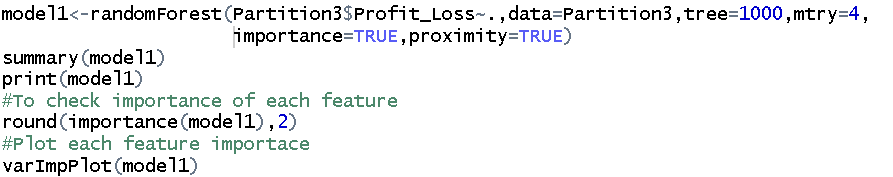 model1<-randomForest(Partition3$Profit_Loss~.,data=Partition3,tree=1000,mtry=4,
importance=TRUE,proximity=TRUE)
summary(model1)
print(model1)
#To check importance of each feature
round(importance(model1),2)
#Plot each feature importace
varImpPlot(model1)